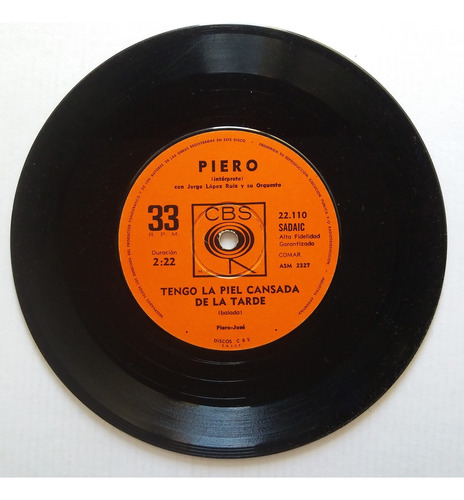 PIERO
(intérprete)
con Jorge López Ruiz y su Orquesta
33
RPM
CBS
22.110
SADAIC
Alta Fidelidad
Garantizada
Duración
2:22
COMAR
ASM 2327
TENGO LA PIEL CANSADA
DE LA TARDE
(balada)
Piero-José
DISCOS CBS